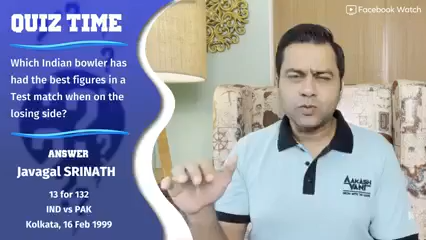 QUIZ TIME
Which Indian bowler has
had the best figures in a
Test match when on the
losing side?
ANSWER
Javagal SRINATH
13 for 132
IND vs PAK
Kolkata, 16 Feb 1999
Facebook Watch
AAKASH
VANI